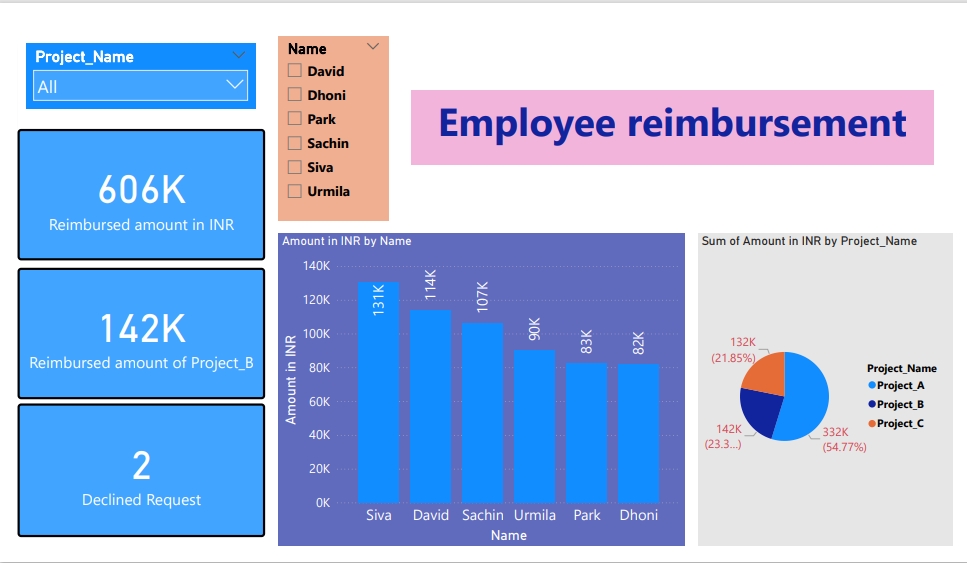 Project_Name
All
606K
Reimbursed amount in INR
142K
Reimbursed amount of Project_B
2
Declined Request
Name
David
Dhoni
Park
Sachin
Siva
Urmila
Employee reimbursement
Amount in INR by Name
Amount in INR
140K
120K
100K
80K
60K
40K
20K
0K
131K
114K
107K
90K
83K
82K
Siva
David
Sachin
Urmila
Park
Dhoni
Name
Sum of Amount in INR by Project_Name
132K
(21.85%)
142K
(23.3...)
332K
(54.77%)
Project_Name
Project_A
Project_B
Project_C